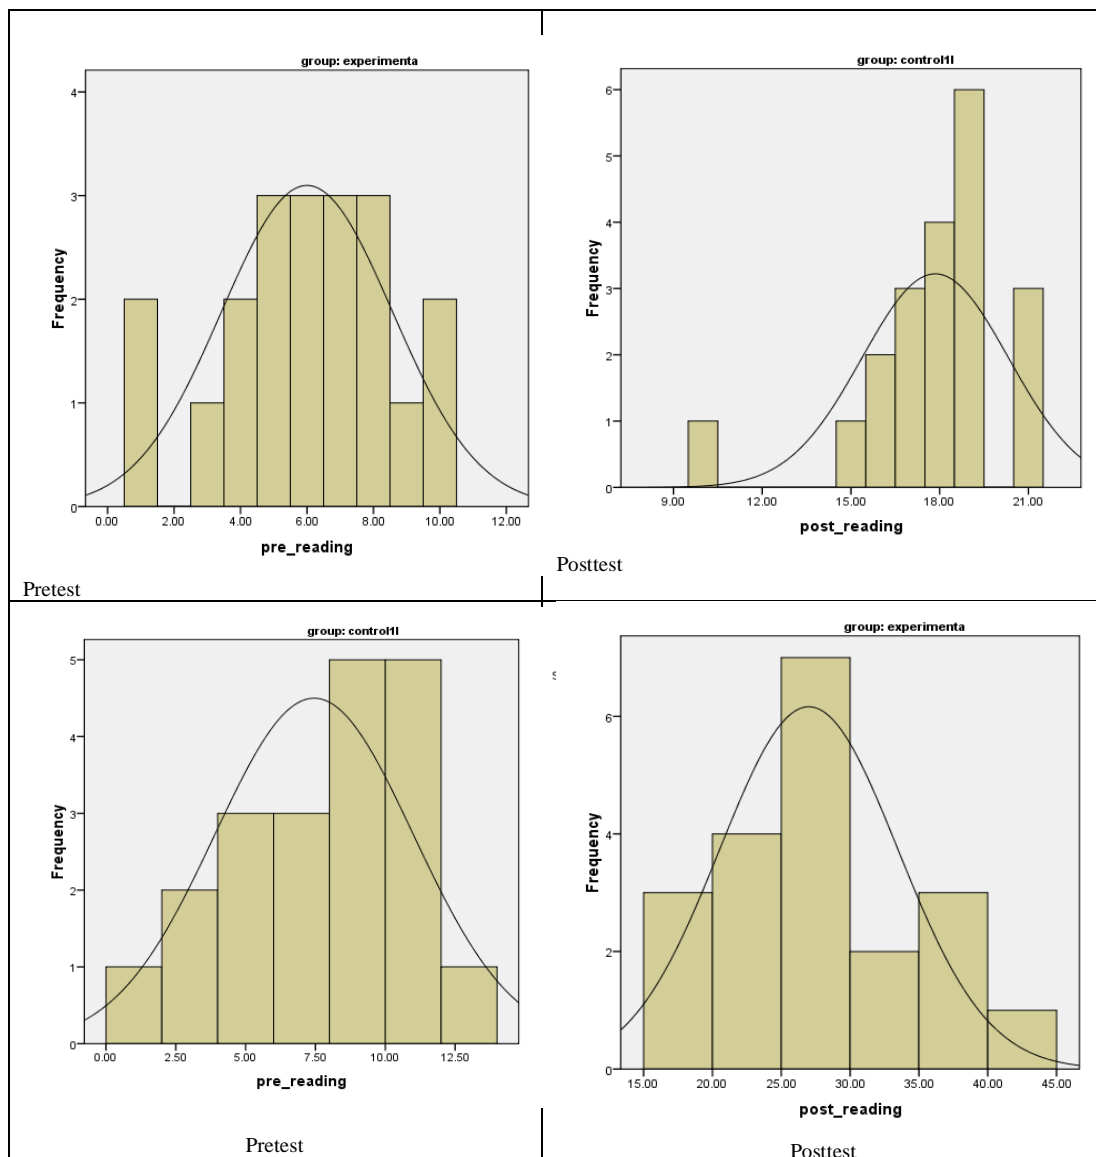 group: experimenta
4
3
2
1
0
Frequency
0.00 2.00 4.00 6.00 8.00 10.00 12.00
pre_reading
Pretest
group: control1l
6
5
4
3
2
1
0
Frequency
9.00 12.00 15.00 18.00 21.00
post_reading
Posttest
group: control1l
5
4
3
2
1
0
Frequency
0.00 2.50 5.00 7.50 10.00 12.50
pre_reading
Pretest
group: experimenta
6
4
2
0
Frequency
15.00 20.00 25.00 30.00 35.00 40.00 45.00
post_reading
Posttest